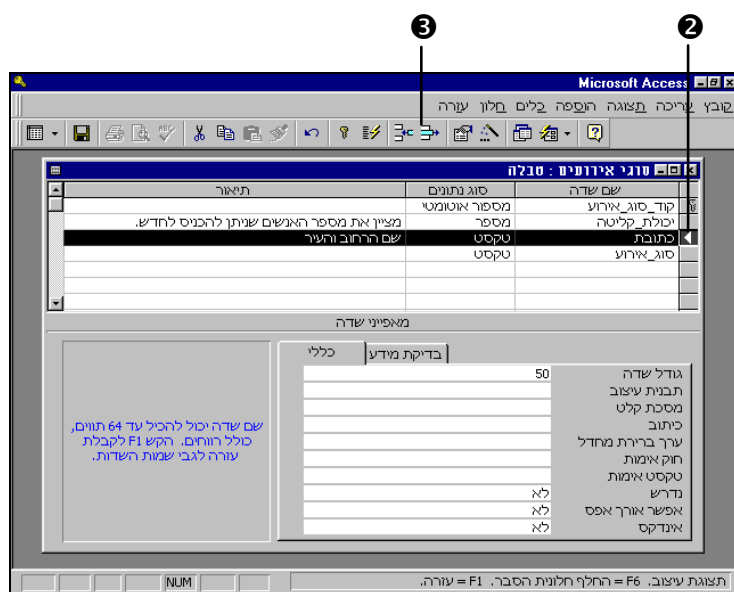 ❸ ❷
Microsoft Access
קובץ עריכה תצוגה הוספה כלים חלון עזרה
סוגי אירועים : טבלה
שם שדה סוג נתונים תיאור
קוד_סוג_אירוע מספור אוטומטי
יכולת_קליטה מספר מציין את מספר האנשים שניתן להכניס לחדש.
כתובת טקסט שם הרחוב והעיר
סוג_אירוע טקסט
מאפייני שדה
כללי בדיקת מידע
גודל שדה 50
תבנית עיצוב
מסכת קלט
כיתוב
ערך ברירת מחדל
חוק אימות
טקסט אימות
נדרש לא
אפשר אורך אפס לא
אינדקס לא
שם שדה יכול להכיל עד 64 תווים,
כולל רווחים. הקש F1 לקבלת
עזרה לגבי שמות השדות.
תצוגת עיצוב. F6 = החלף חלונית הסבר. F1 = עזרה.
NUM